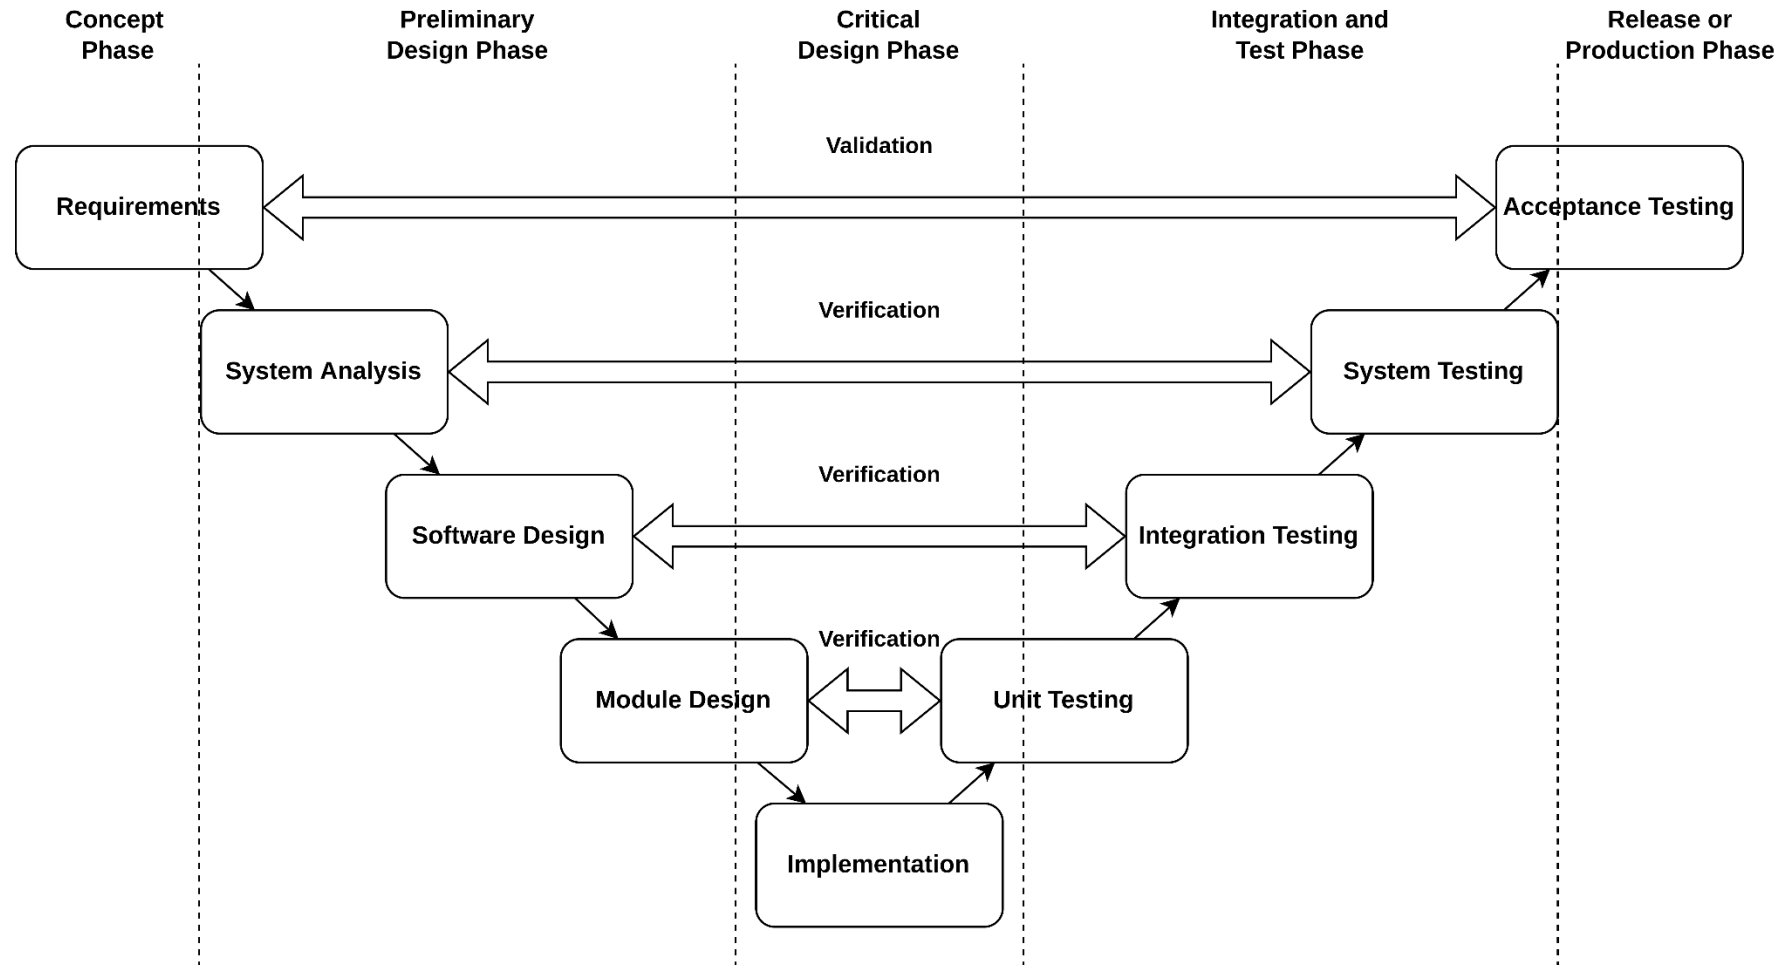 Concept
Phase
Preliminary
Design Phase
Critical
Design Phase
Integration and
Test Phase
Release or
Production Phase
Validation
Requirements
Acceptance Testing
Verification
System Analysis
System Testing
Verification
Software Design
Integration Testing
Verification
Module Design
Unit Testing
Implementation